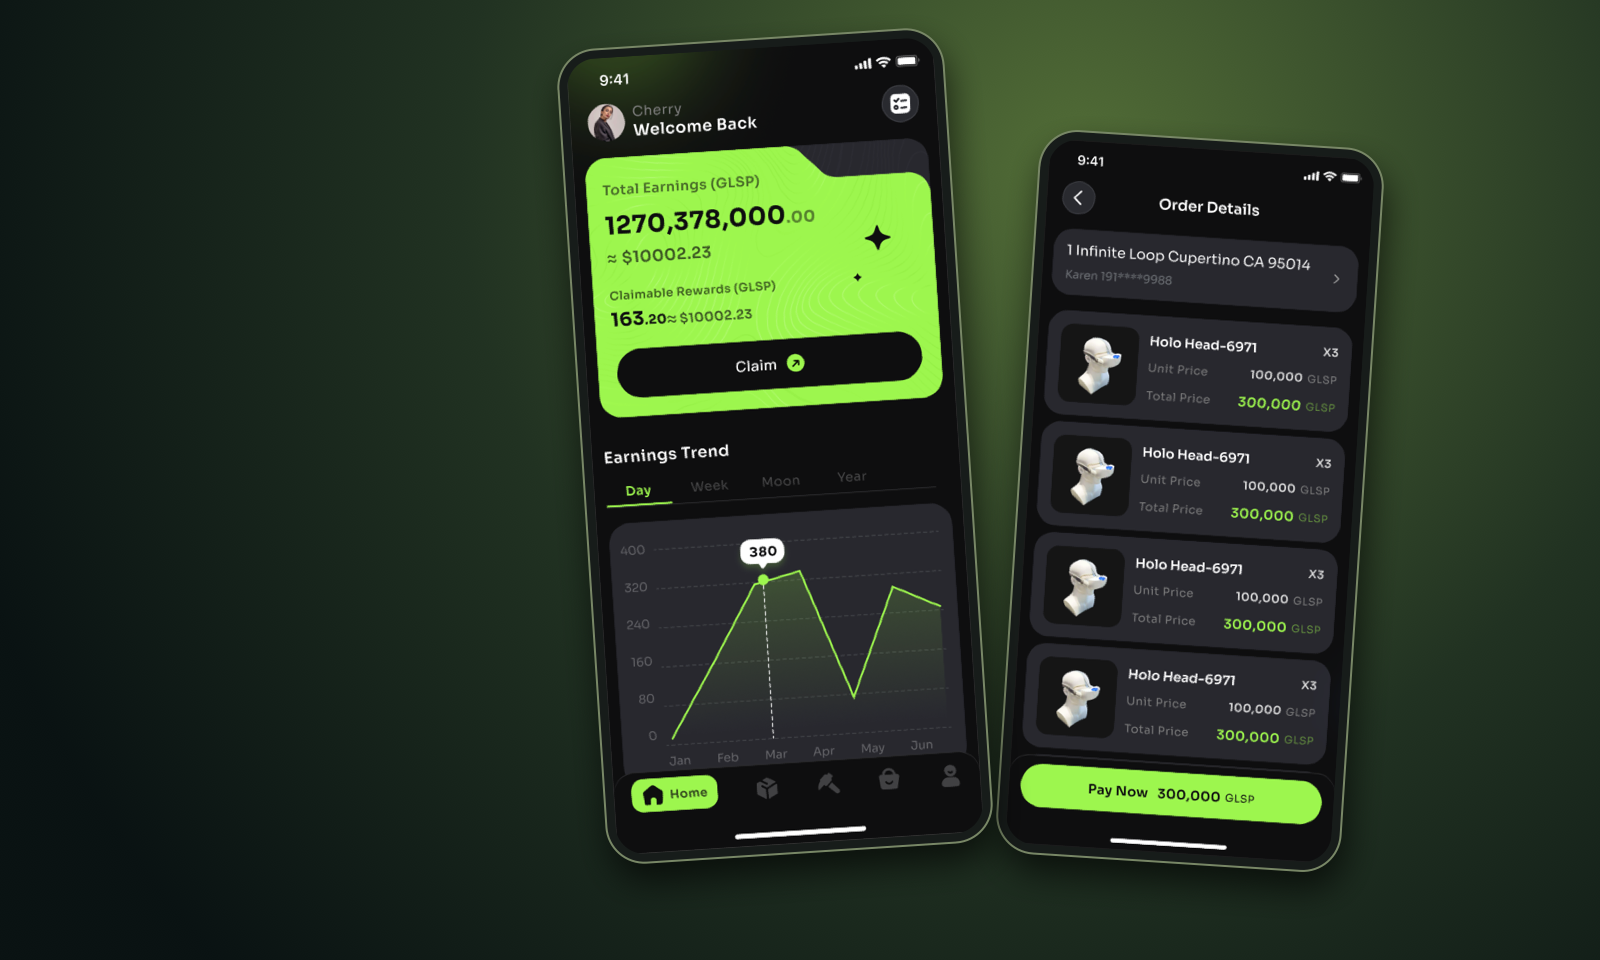 9:41
Cherry
Welcome Back
Total Earnings (GLSP)
1270,378,000.00
≈ $10002.23
Claimable Rewards (GLSP)
163.20≈ $10002.23
Claim
Earnings Trend
Day Week Moon Year
380
400
320
240
160
80
0
Jan Feb Mar Apr May Jun
Home
9:41
Order Details
1 Infinite Loop Cupertino CA 95014
Karen 191****9988
Holo Head-6971 X3
Unit Price 100,000 GLSP
Total Price 300,000 GLSP
Holo Head-6971 X3
Unit Price 100,000 GLSP
Total Price 300,000 GLSP
Holo Head-6971 X3
Unit Price 100,000 GLSP
Total Price 300,000 GLSP
Holo Head-6971 X3
Unit Price 100,000 GLSP
Total Price 300,000 GLSP
Pay Now 300,000 GLSP